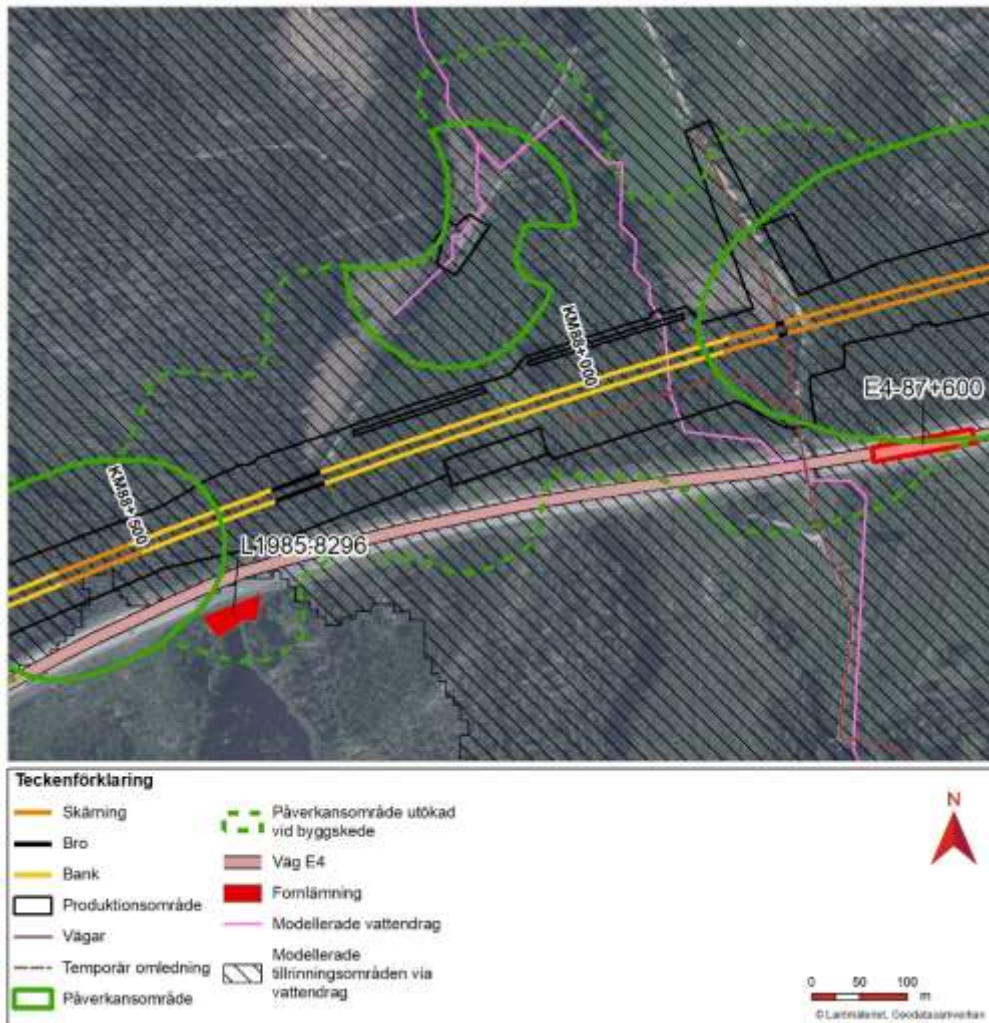 KM88+000
E4-87+600
KM88+500
L1985:8296
Teckenförklaring
Skärning
Bro
Bank
Produktionsområde
Vägar
Temporär omledning
Påverkansområde
Påverkansområde utökad
vid byggskede
Väg E4
Fornlämning
Modellerade vattendrag
Modellerade
tillrinningsområden via
vattendrag
N
0 50 100
m
© Lantmäteriet, Geodatasamverkan